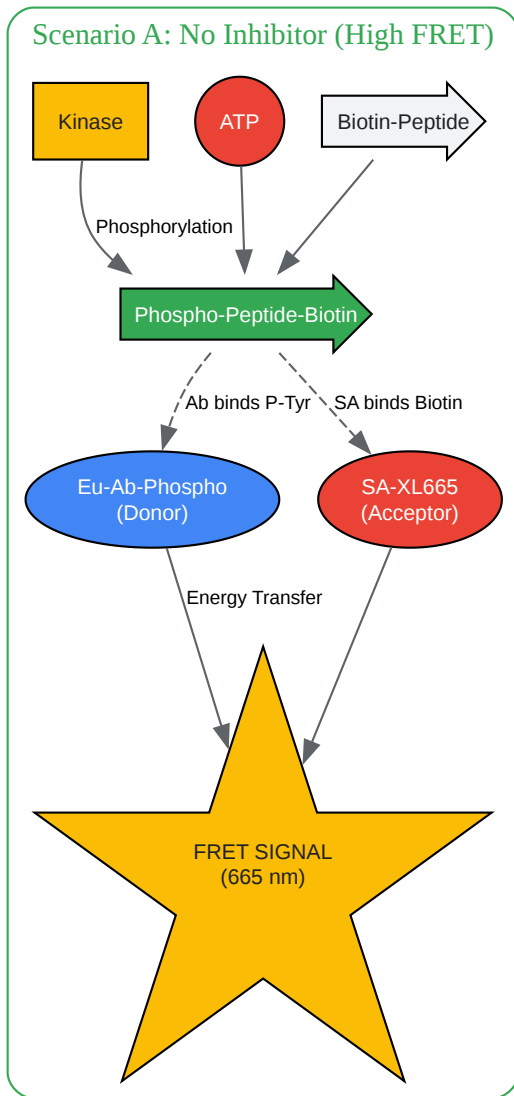 Scenario A: No Inhibitor (High FRET)
Kinase
ATP
Biotin-Peptide
Phosphorylation
Phospho-Peptide-Biotin
Ab binds P-Tyr
SA binds Biotin
Eu-Ab-Phospho
(Donor)
SA-XL665
(Acceptor)
Energy Transfer
FRET SIGNAL
(665 nm)